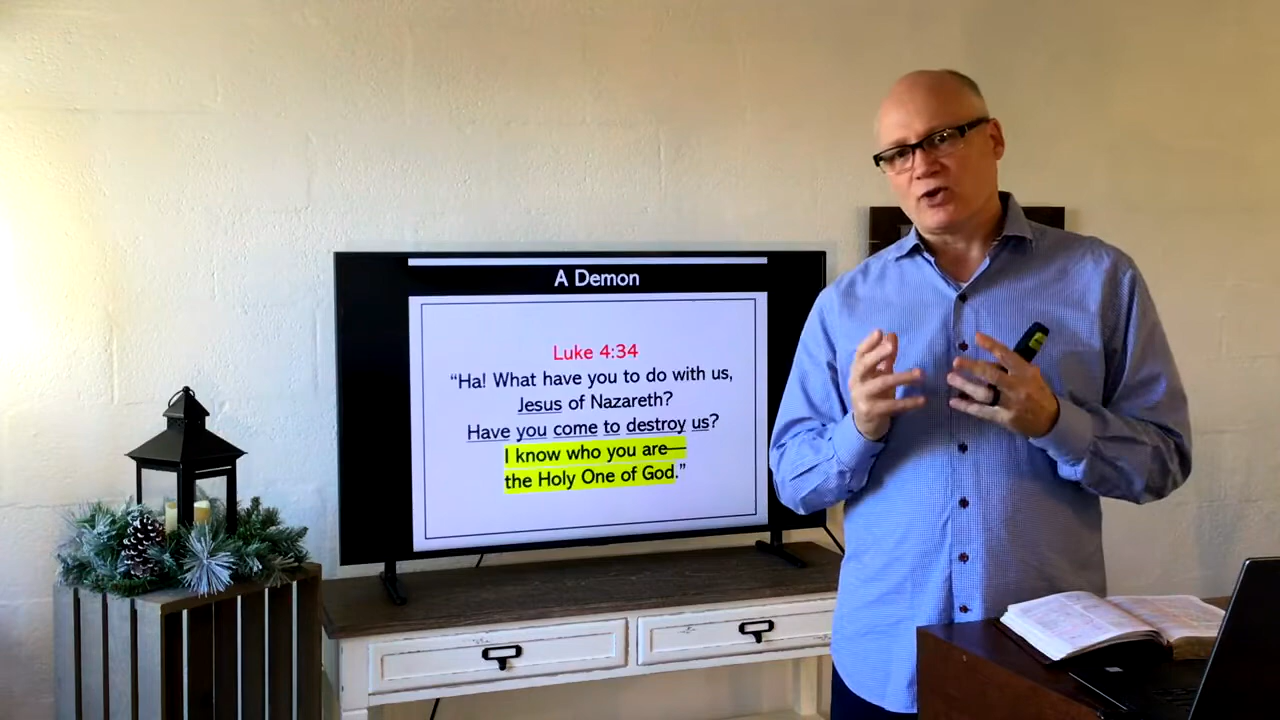 A Demon
Luke 4:34
“Ha! What have you to do with us,
Jesus of Nazareth?
Have you come to destroy us?
I know who you are—
the Holy One of God.”